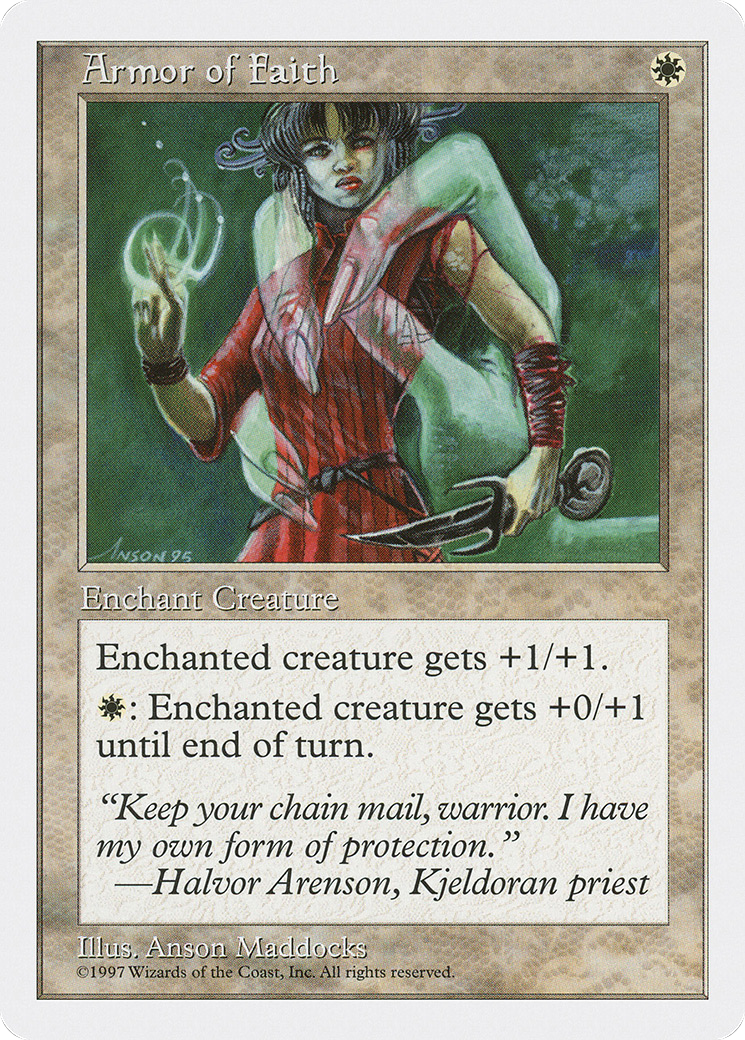 Armor of Faith
ANSON 95
Enchant Creature
Enchanted creature gets +1/+1.
: Enchanted creature gets +0/+1
until end of turn.
“Keep your chain mail, warrior. I have
my own form of protection.”
—Halvor Arenson, Kjeldoran priest
Illus. Anson Maddocks
©1997 Wizards of the Coast, Inc. All rights reserved.